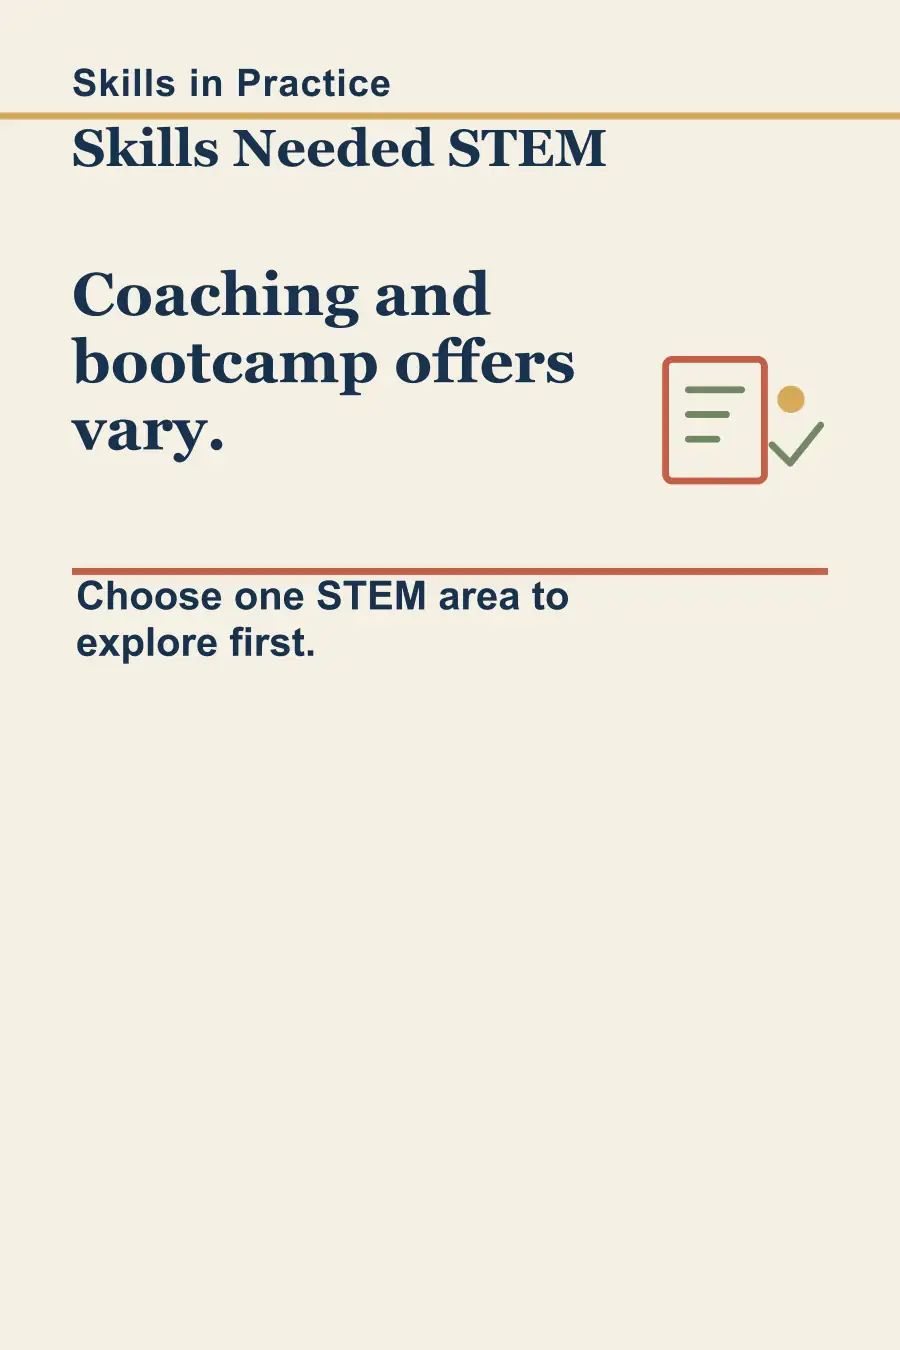 Skills in Practice
Skills Needed STEM
Coaching and
bootcamp offers
vary.
Choose one STEM area to
explore first.